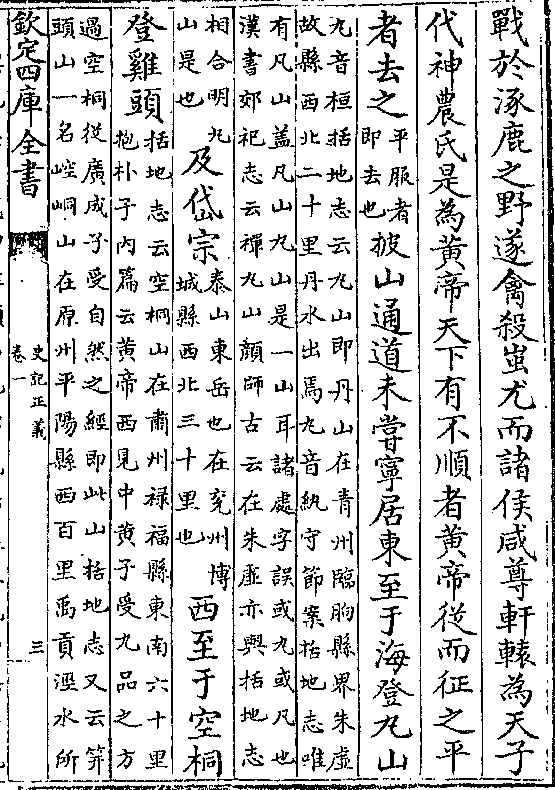 戰於涿鹿之野遂禽殺蚩尤而諸侯咸尊軒轅為天子
代神農氏是為黃帝天下有不順者黃帝從而征之平
者去之平服者即去也披山通道未嘗寧居東至于海登丸山
丸音桓括地志云丸山即丹山在青州臨朐縣界朱虛
故縣西北二十里丹水出焉丸音紈守節案括地志唯
有凡山蓋凡山丸山是一山耳諸處字誤或丸或凡也
漢書郊祀志云禪丸山顏師古云在朱虛亦與括地志
相合明丸
山是也
及岱宗
泰山東岳也在兖州博
城縣西北三十里也
西至于空桐
登雞頭
括地志云空桐山在肅州祿福縣東南六十里
抱朴子內篇云黃帝西見中黃子受九品之方
過空桐從廣成子受自然之經即此山括地志又云笄
頭山一名崆峒山在原州平陽縣西百里禹貢涇水所
欽定四庫全書
史記正義
卷一
三